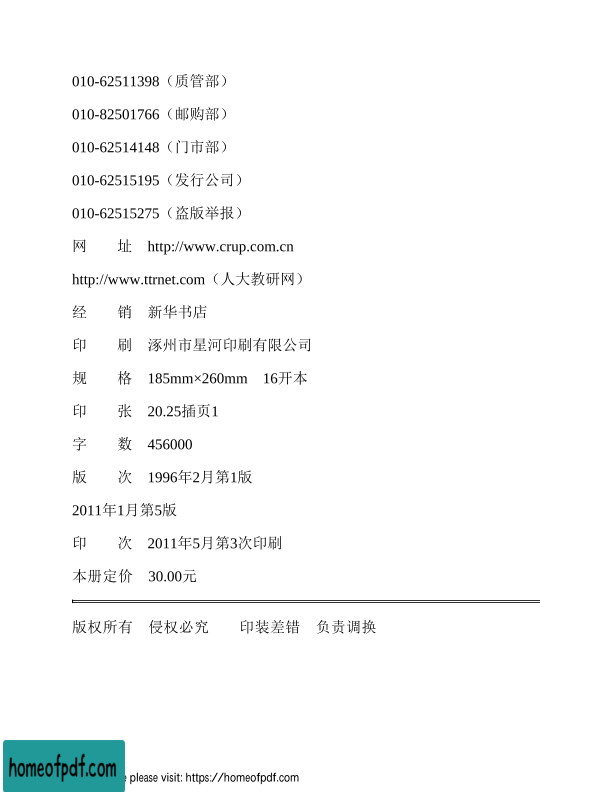 010-62511398（质管部）
010-82501766（邮购部）
010-62514148（门市部）
010-62515195（发行公司）
010-62515275（盗版举报）
网　　址　http://www.crup.com.cn
http://www.ttrnet.com（人大教研网）
经　　销　新华书店
印　　刷　涿州市星河印刷有限公司
规　　格　185mm×260mm　16开本
印　　张　20.25插页1
字　　数　456000
版　　次　1996年2月第1版
2011年1月第5版
印　　次　2011年5月第3次印刷
本册定价　30.00元
版权所有　侵权必究　　印装差错　负责调换
homeofpdf.com
please visit: https://homeofpdf.com